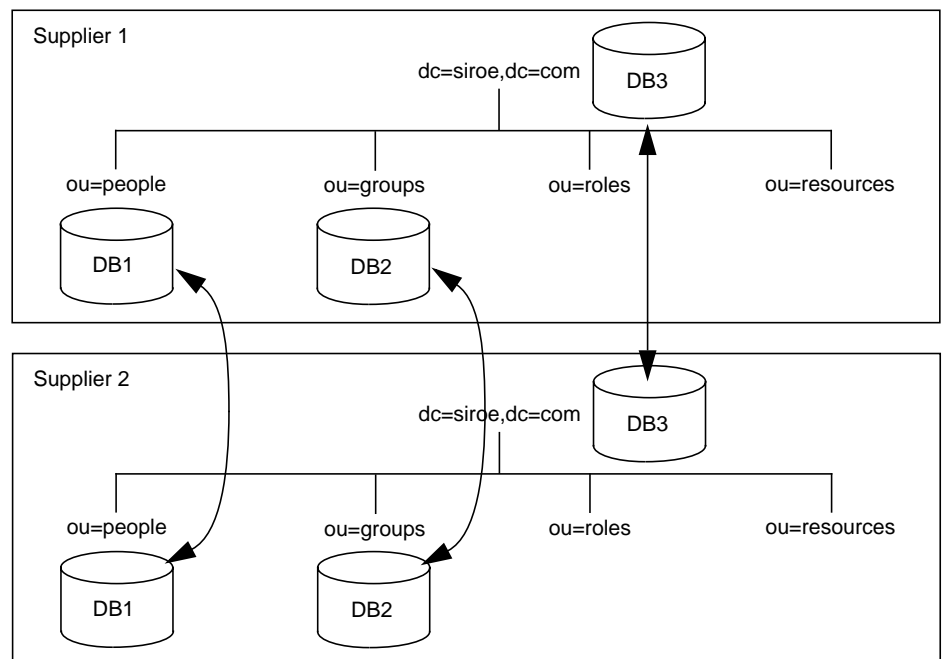 Supplier 1
dc=siroe,dc=com
DB3
ou=people
ou=groups
ou=roles
ou=resources
DB1
DB2
Supplier 2
dc=siroe,dc=com
DB3
ou=people
ou=groups
ou=roles
ou=resources
DB1
DB2